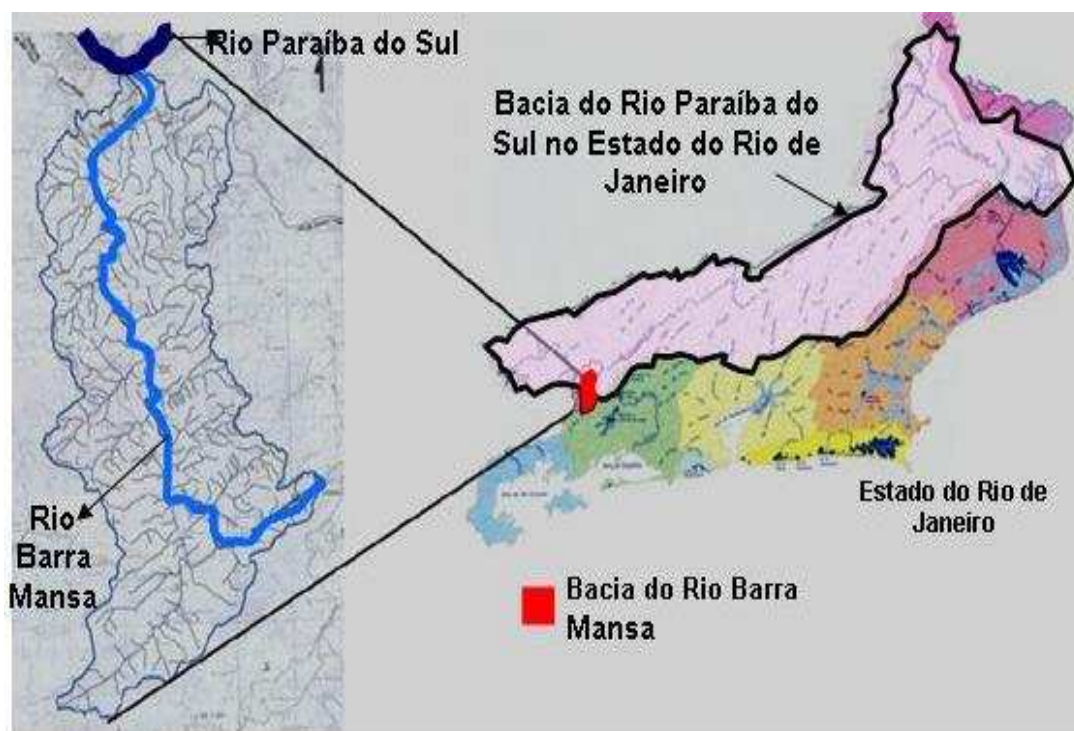 Rio Paraíba do Sul
Bacia do Rio Paraíba do
Sul no Estado do Rio de
Janeiro
Rio
Barra
Mansa
Estado do Rio de
Janeiro
Bacia do Rio Barra
Mansa